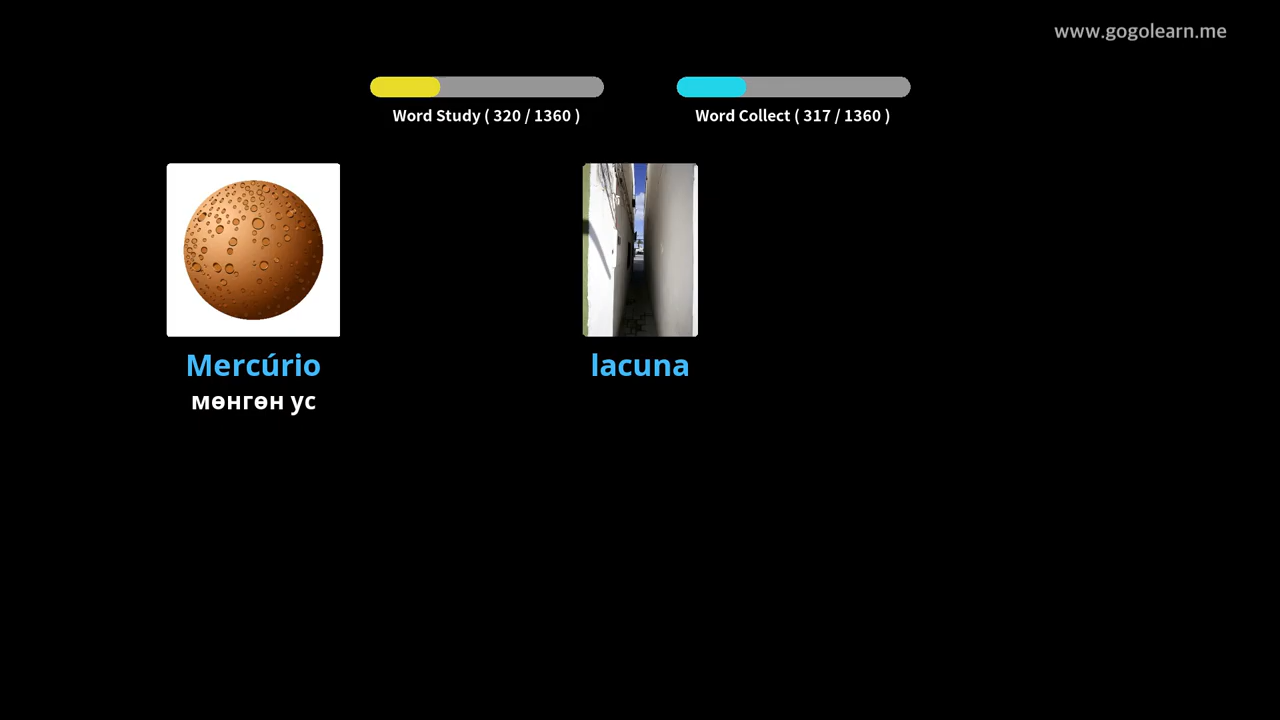 www.gogolearn.me
Word Study ( 320 / 1360 )
Word Collect ( 317 / 1360 )
Mercúrio
мөнгөн ус
lacuna